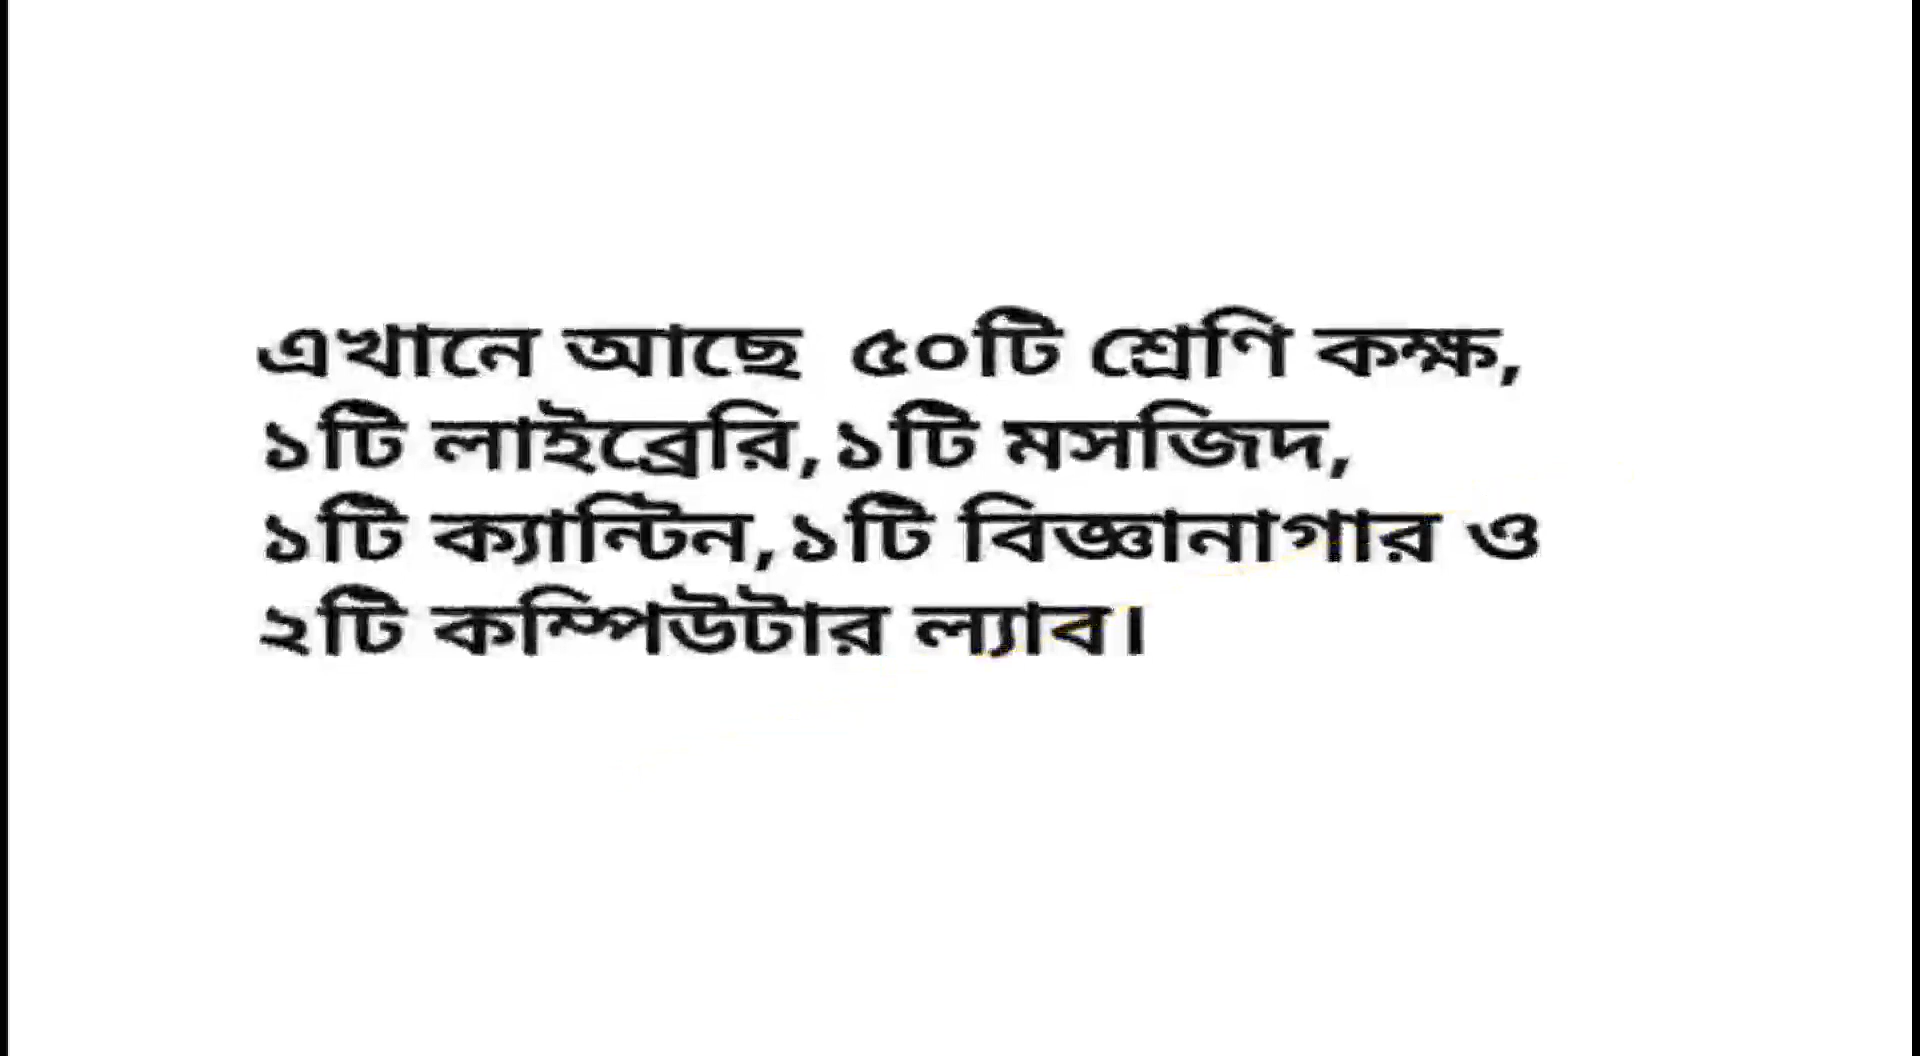 এখানে আছে ৫০টি শ্রেণি কক্ষ,
১টি লাইব্রেরি,১টি মসজিদ,
১টি ক্যান্টিন,১টি বিজ্ঞানাগার ও
২টি কম্পিউটার ল্যাব।